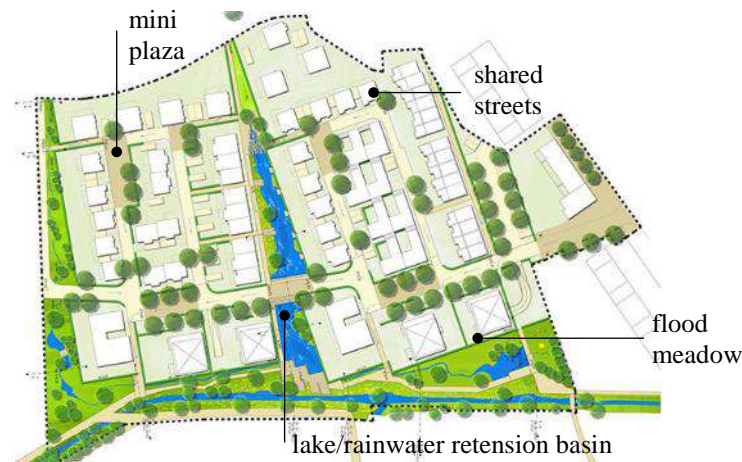 mini
plaza
shared
streets
flood
meadow
lake/rainwater retension basin